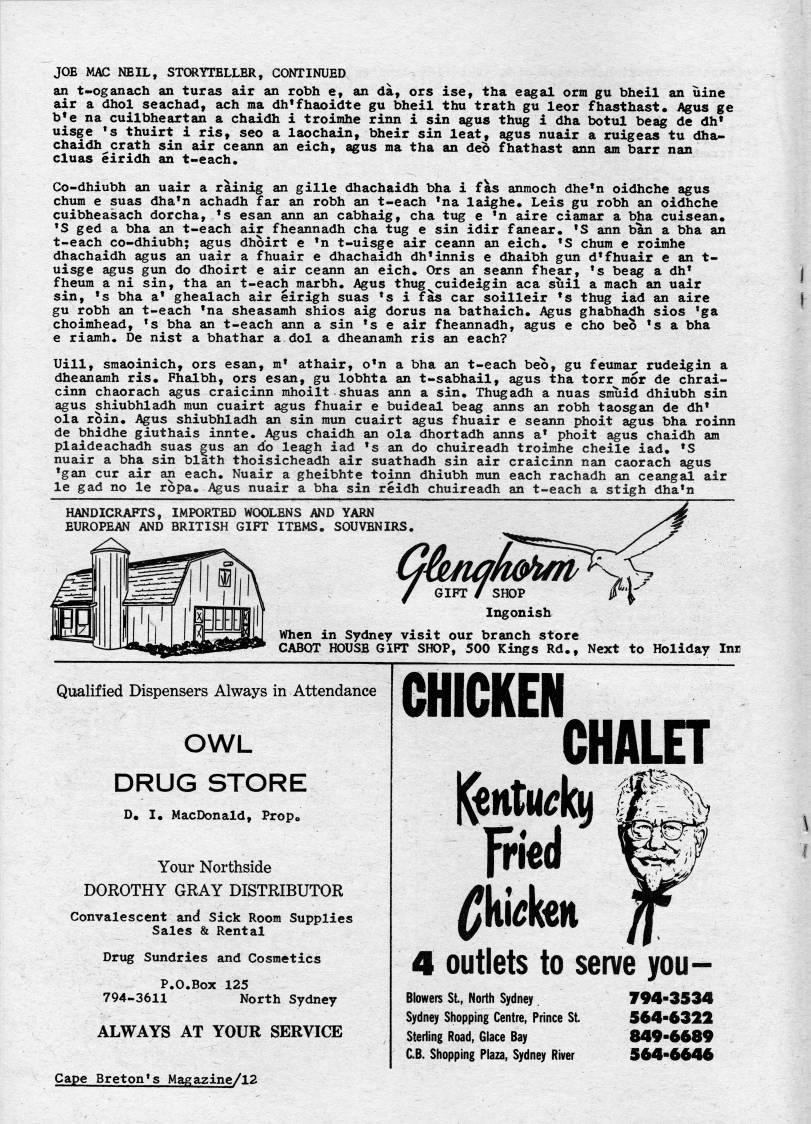 JOE MAC NEIL, STORYTELLER, CONTINUED
an t-oganach an turas air an robh e, an dà, ors ise, tha eagal orm gu bheil an ùine
air a dhol seachad, ach ma dh'fhaoidte gu bheil thu trath gu leor fhasthast. Agus ge
b'e na cuilbheartan a chaidh i troimhe rinn i sin agus thug i dha botul beag de dh'
uisge 's thuirt i ris, seo a laochain, bheir sin leat, agus nuair a ruigeas tu dha-
chaidh crath sin air ceann an eich, agus ma tha an deò fhathast ann am barr nan
cluas éiridh an t-each.
Co-dhiubh an uair a ràinig an gille dhachaidh bha i fàs anmoch dhe'n oidhche agus
chum e suas dha'n achadh far an robh an t-each 'na laighe. Leis gu robh an oidhche
cuibheasach dorcha, 's esan ann an cabhaig, cha tug e 'n aire ciamar a bha cuisean.
'S ged a bha an t-each air fheannadh cha tug e sin idir fanear. 'S ann bàn a bha an
t-each co-dhiubh; agus dhòirt e 'n t-uisge air ceann an eich. 'S chum e roimhe
dhachaidh agus an uair a fhuair e dhachaidh dh'innis e dhaibh gun d'fhuair e an t-
uisge agus gun do dhoirt e air ceann an eich. Ors an seann fhear, 's beag a dh'
fheum a ni sin, tha an t-each marbh. Agus thug cuideigin aca sùil a mach an uair
sin, 's bha a' ghealach air éirigh suas 's i fàs car soilleir 's thug iad an aire
gu robh an t-each 'na sheasamh shios aig dorus na bathaich. Agus ghabhadh sios 'ga
choimhead, 's bha an t-each ann a sin 's e air fheannadh, agus e cho beò 's a bha
e riamh. De nist a bhathar a dol a dheanamh ris an each?
Uill, smaoinich, ors esan, m' athair, o'n a bha an t-each beò, gu feumar rudeigin a
dheanamh ris. Fhalbh, ors esan, gu lobhta an t-sabhail, agus tha torr mór de chrai-
cinn chaorach agus craicinn mhoilt shuas ann a sin. Thugadh a nuas smùid dhiubh sin
agus shiubhladh mun cuairt agus fhuair e buideal beag anns an robh taosgan de dh'
ola ròin. Agus shiubhladh an sin mun cuairt agus fhuair e seann phoit agus bha roinn
de bhidhe giuthais innte. Agus chaidh an ola dhortadh anns a' phoit agus chaidh am
plaideachadh suas gus an do leagh iad 's an do chuireadh troimhe cheile iad. 'S
nuair a bha sin blàth thoisicheadh air suathadh sin air craicinn nan caorach agus
'gan cur air an each. Nuair a gheibhte toinn dhiubh mun each rachadh an ceangal air
le gad no le ròpa. Agus nuair a bha sin réidh chuireadh an t-each a stigh dha'n
HANDICRAFTS, IMPORTED WOOLENS AND YARN
EUROPEAN AND BRITISH GIFT ITEMS. SOUVENIRS.
Glenghorm
GIFT SHOP
Ingonish
When in Sydney visit our branch store
CABOT HOUSE GIFT SHOP, 500 Kings Rd., Next to Holiday Inn
Qualified Dispensers Always in Attendance
OWL
DRUG STORE
D. I. MacDonald, Prop.
Your Northside
DOROTHY GRAY DISTRIBUTOR
Convalescent and Sick Room Supplies
Sales & Rental
Drug Sundries and Cosmetics
P.O.Box 125
794-3611 North Sydney
ALWAYS AT YOUR SERVICE
CHICKEN
CHALET
Kentucky
Fried
Chicken
4 outlets to serve you—
Blowers St., North Sydney 794-3534
Sydney Shopping Centre, Prince St. 564-6322
Sterling Road, Glace Bay 849-6689
C.B. Shopping Plaza, Sydney River 564-6646
Cape Breton's Magazine/12